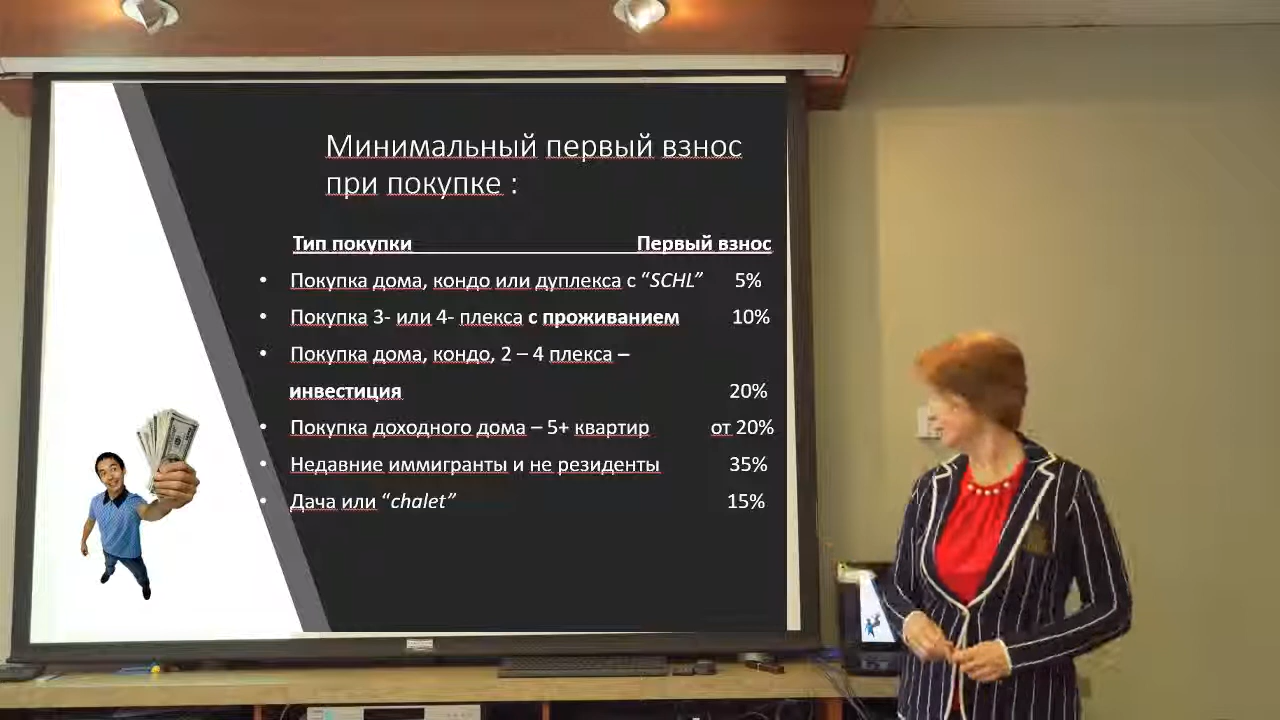 Минимальный первый взнос
при покупке :
Тип покупки Первый взнос
• Покупка дома, кондо или дуплекса с “SCHL” 5%
• Покупка 3- или 4- плекса с проживанием 10%
• Покупка дома, кондо, 2 – 4 плекса –
инвестиция 20%
• Покупка доходного дома – 5+ квартир от 20%
• Недавние иммигранты и не резиденты 35%
• Дача или “chalet” 15%